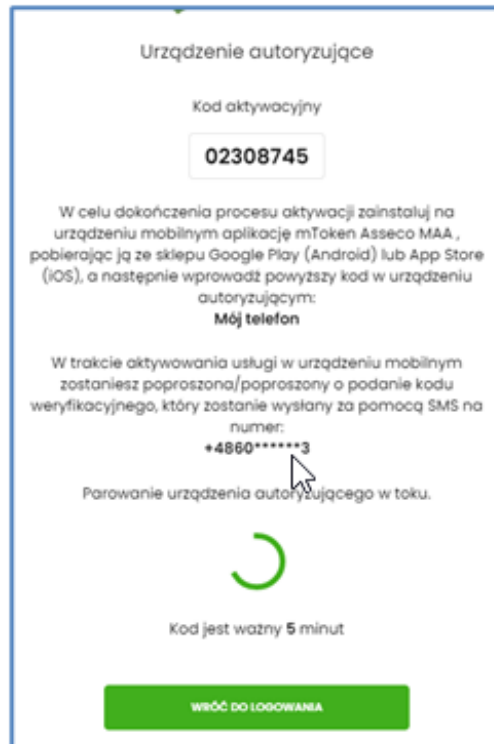 Urządzenie autoryzujące
Kod aktywacyjny
02308745
W celu dokończenia procesu aktywacji zainstaluj na
urządzeniu mobilnym aplikację mToken Asseco MAA ,
pobierając ją ze sklepu Google Play (Android) lub App Store
(iOS), a następnie wprowadź powyższy kod w urządzeniu
autoryzującym:
Mój telefon
W trakcie aktywowania usługi w urządzeniu mobilnym
zostaniesz poproszona/poproszony o podanie kodu
weryfikacyjnego, który zostanie wysłany za pomocą SMS na
numer:
+4860******3
Parowanie urządzenia autoryzującego w toku.
Kod jest ważny 5 minut
WRÓĆ DO LOGOWANIA